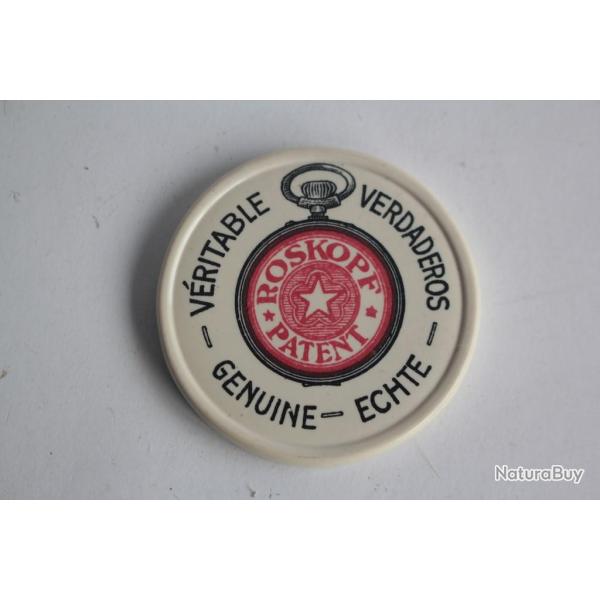 – VÉRITABLE
VERDADEROS –
GENUINE – ECHTE
ROSKOPF
★ PATENT ★
NaturaBuy